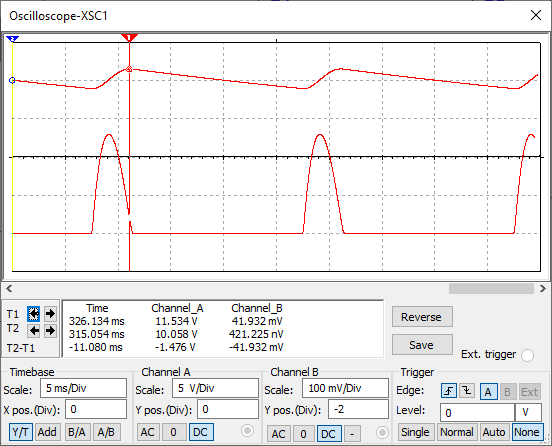 Oscilloscope-XSC1
2 1
T1
T2
T2-T1
Time Channel_A Channel_B
326.134 ms 11.534 V 41.932 mV
315.054 ms 10.058 V 421.225 nV
-11.080 ms -1.476 V -41.932 mV
Reverse
Save
Ext. trigger
Timebase
Scale: 5 ms/Div
X pos.(Div): 0
Y/T Add B/A A/B
Channel A
Scale: 5 V/Div
Y pos.(Div): 0
AC 0 DC
Channel B
Scale: 100 mV/Div
Y pos.(Div): -2
AC 0 DC -
Trigger
Edge: A B Ext
Level: 0 V
Single Normal Auto None